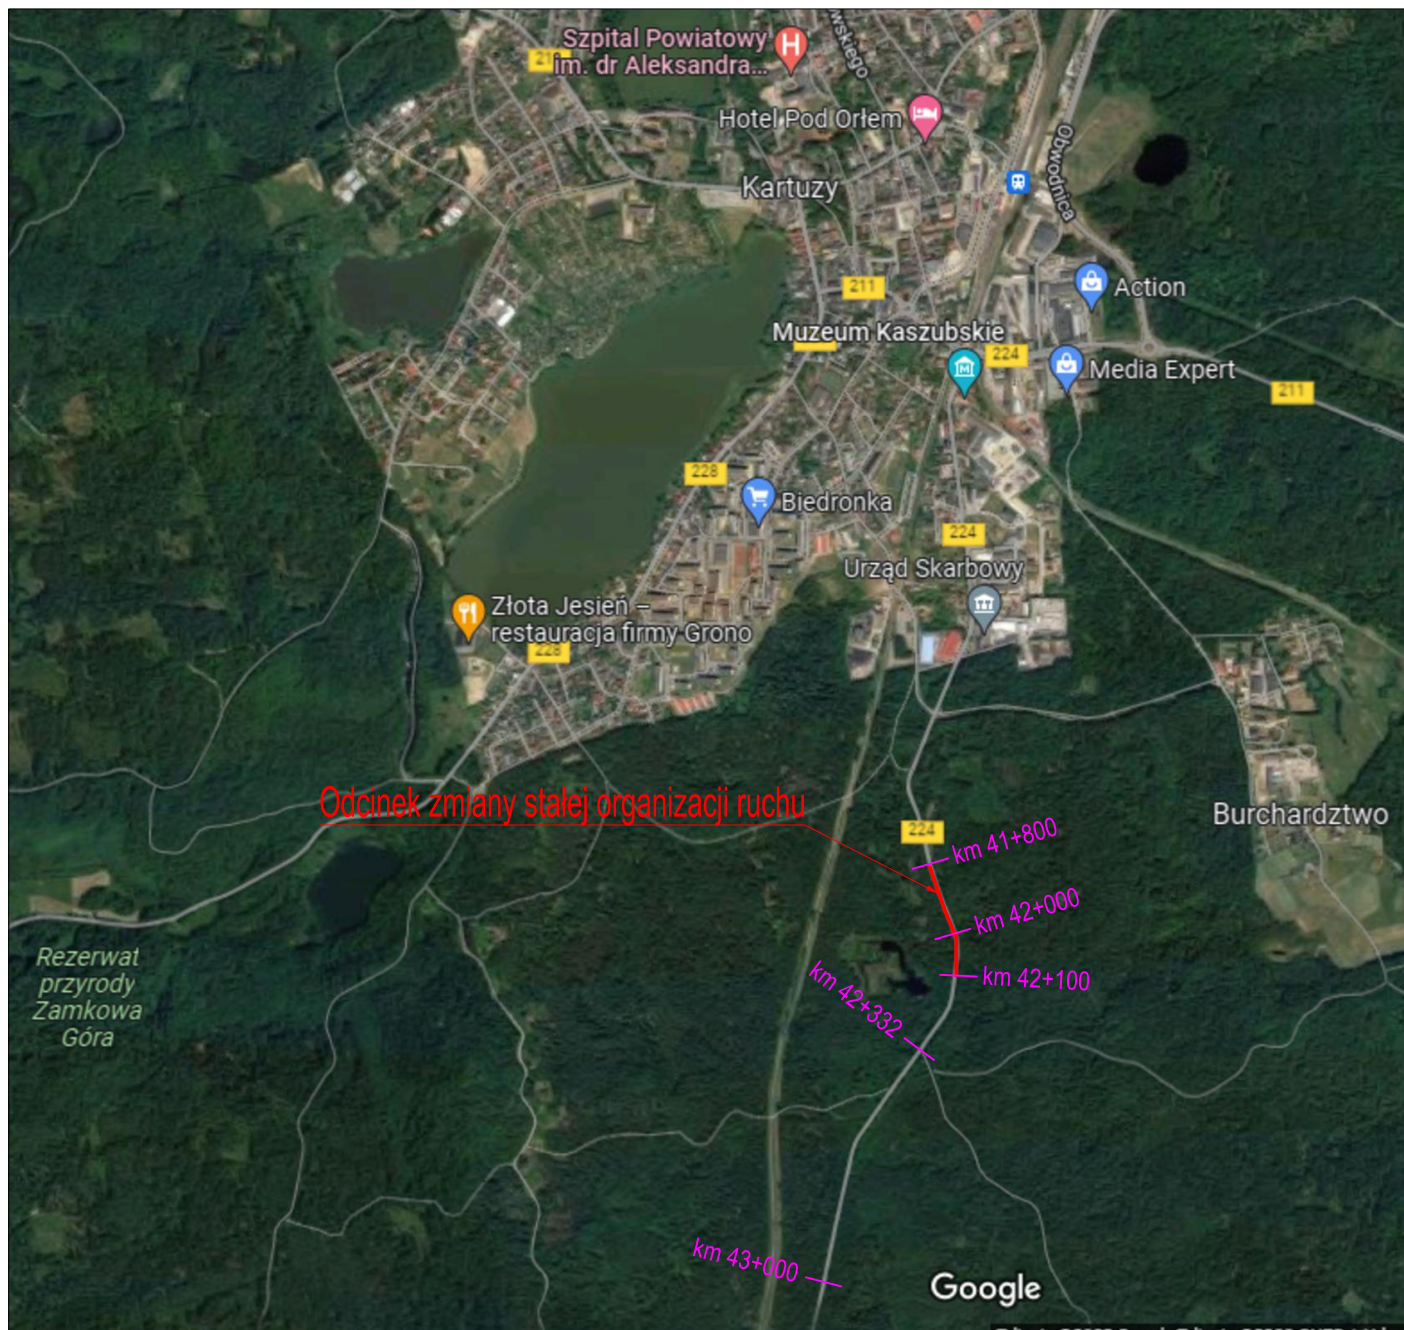 Szpital Powiatowy
im. dr Aleksandra...
wskiego
219
Hotel Pod Orłem
Obwodnica
Kartuzy
211
Action
Muzeum Kaszubskie
224
Media Expert
211
228
Biedronka
224
Urząd Skarbowy
Złota Jesień –
restauracja firmy Grono
228
Odcinek zmiany stałej organizacji ruchu
Burchardztwo
224
km 41+800
km 42+000
km 42+100
km 42+332
Rezerwat
przyrody
Zamkowa
Góra
km 43+000
Google